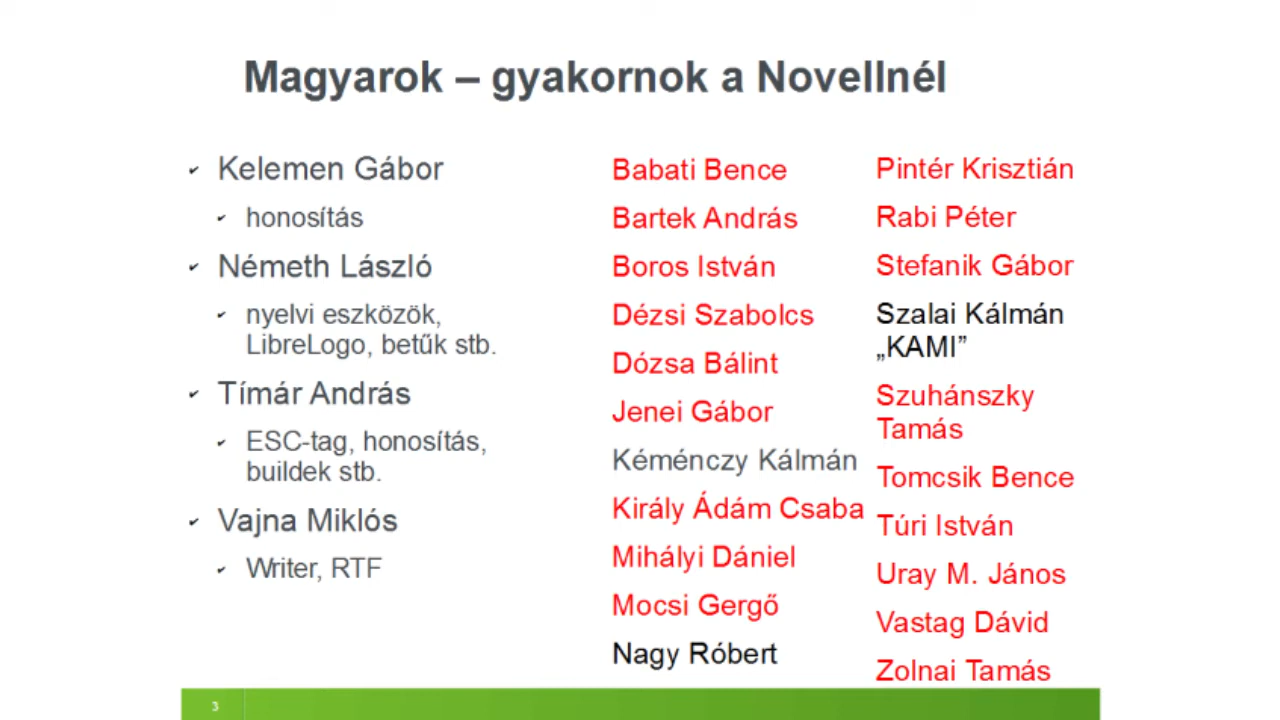 Magyarok – gyakornok a Novellnél
Kelemen Gábor
honosítás
Németh László
nyelvi eszközök,
LibreLogo, betűk stb.
Tímár András
ESC-tag, honosítás,
buildek stb.
Vajna Miklós
Writer, RTF
Babati Bence
Bartek András
Boros István
Dézsi Szabolcs
Dózsa Bálint
Jenei Gábor
Kéménczy Kálmán
Király Ádám Csaba
Mihályi Dániel
Mocsi Gergő
Nagy Róbert
Pintér Krisztián
Rabi Péter
Stefanik Gábor
Szalai Kálmán
„KAMI”
Szuhánszky
Tamás
Tomcsik Bence
Túri István
Uray M. János
Vastag Dávid
Zolnai Tamás
3